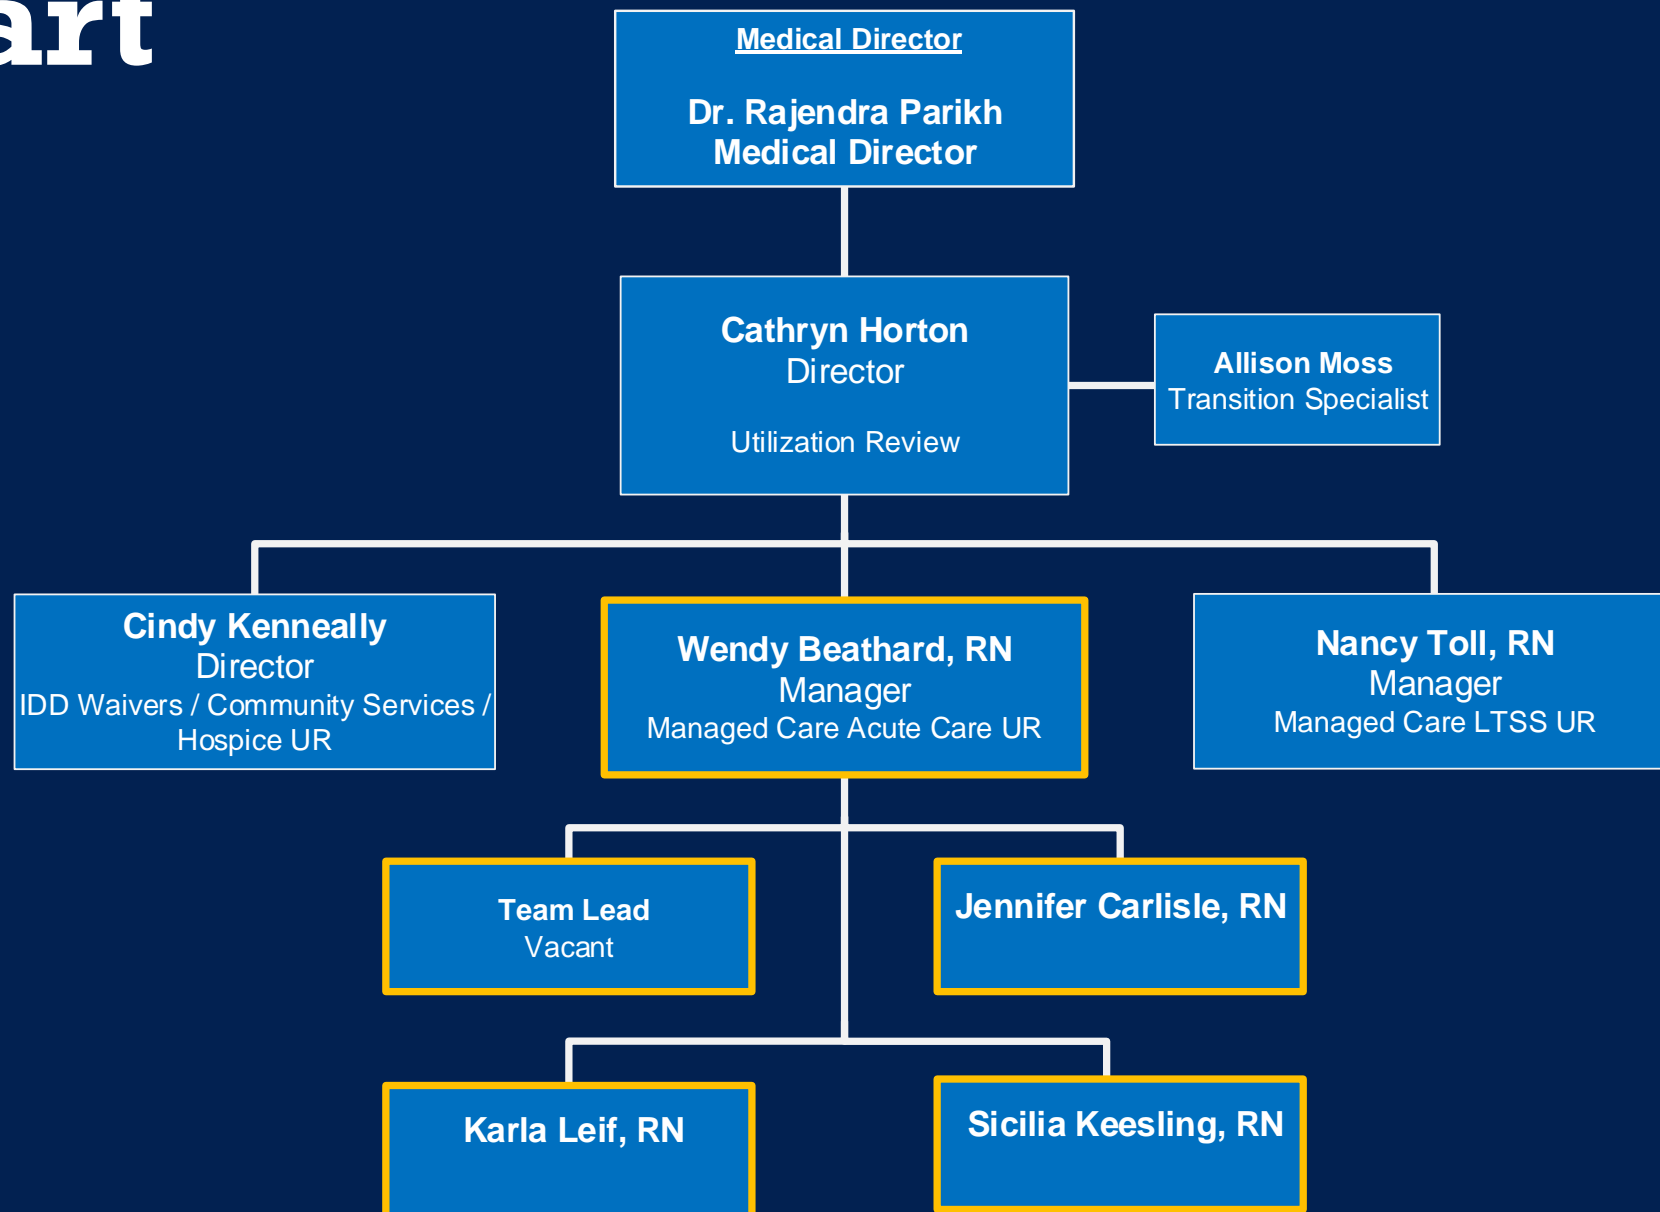 art
Medical Director
Dr. Rajendra Parikh
Medical Director
Cathryn Horton
Director
Utilization Review
Allison Moss
Transition Specialist
Cindy Kenneally
Director
IDD Waivers / Community Services /
Hospice UR
Wendy Beathard, RN
Manager
Managed Care Acute Care UR
Nancy Toll, RN
Manager
Managed Care LTSS UR
Team Lead
Vacant
Jennifer Carlisle, RN
Karla Leif, RN
Sicilia Keesling, RN